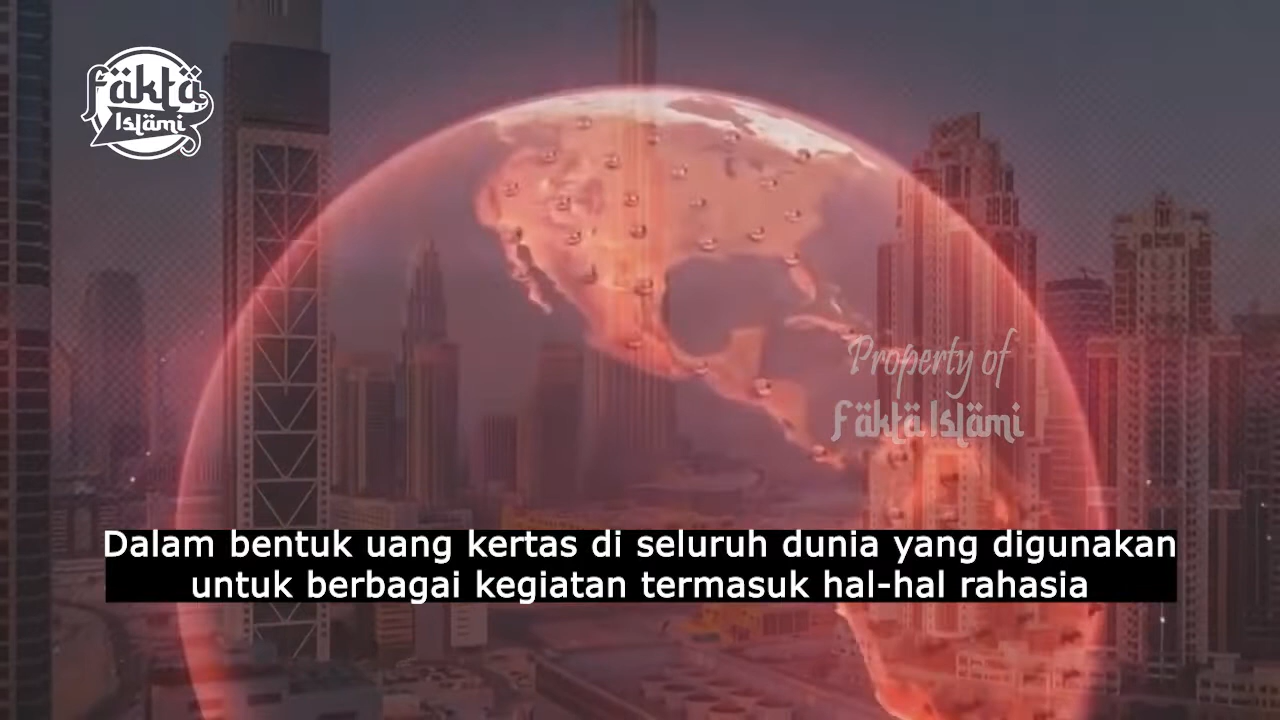 Fäktä
Islämi
Property of
Fäktä Islämi
Dalam bentuk uang kertas di seluruh dunia yang digunakan
untuk berbagai kegiatan termasuk hal-hal rahasia